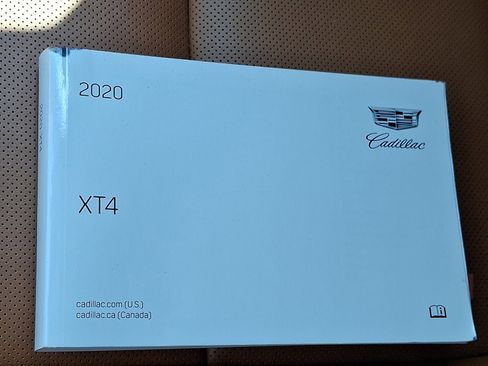 2020
Cadillac
XT4
cadillac.com (U.S.)
cadillac.ca (Canada)